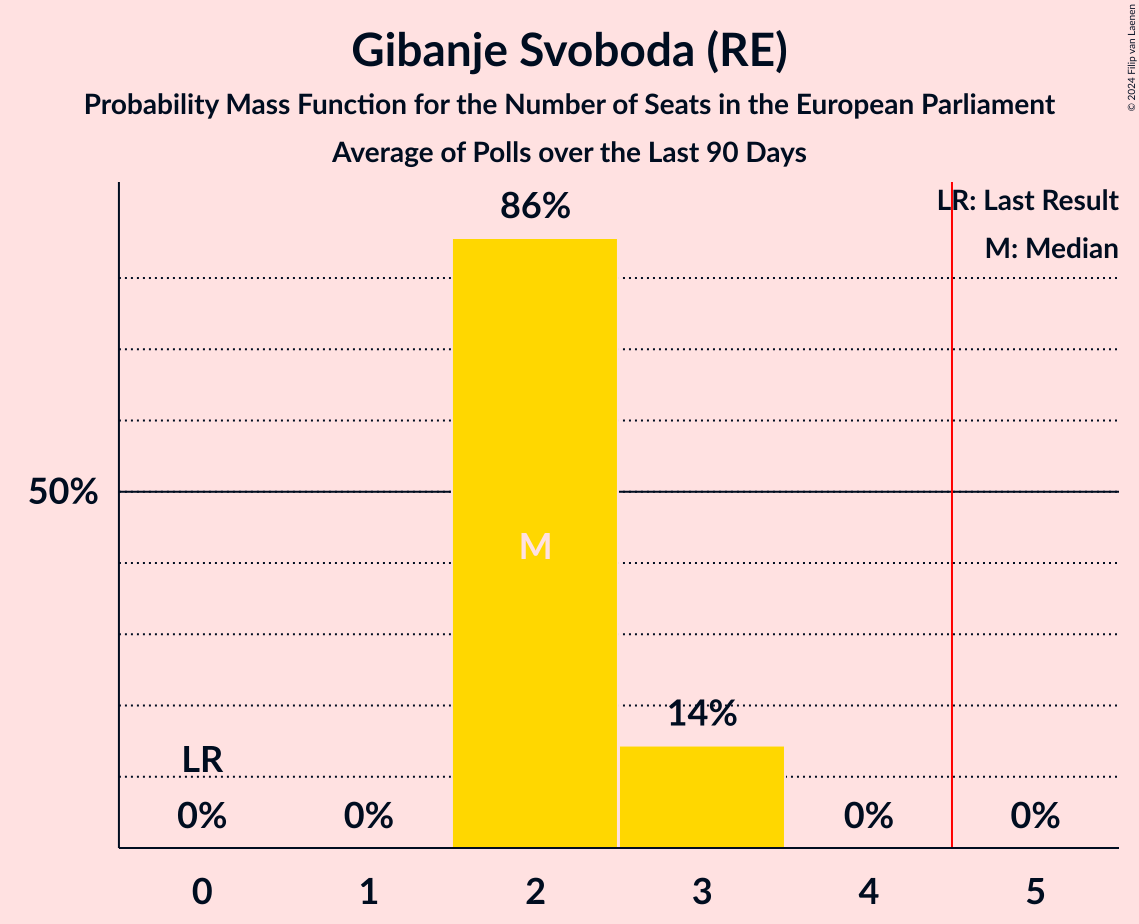 Gibanje Svoboda (RE)
Probability Mass Function for the Number of Seats in the European Parliament
Average of Polls over the Last 90 Days
© 2024 Filip van Laenen
LR: Last Result
M: Median
86%
50%
M
14%
LR
0% 0% 0% 0%
0 1 2 3 4 5